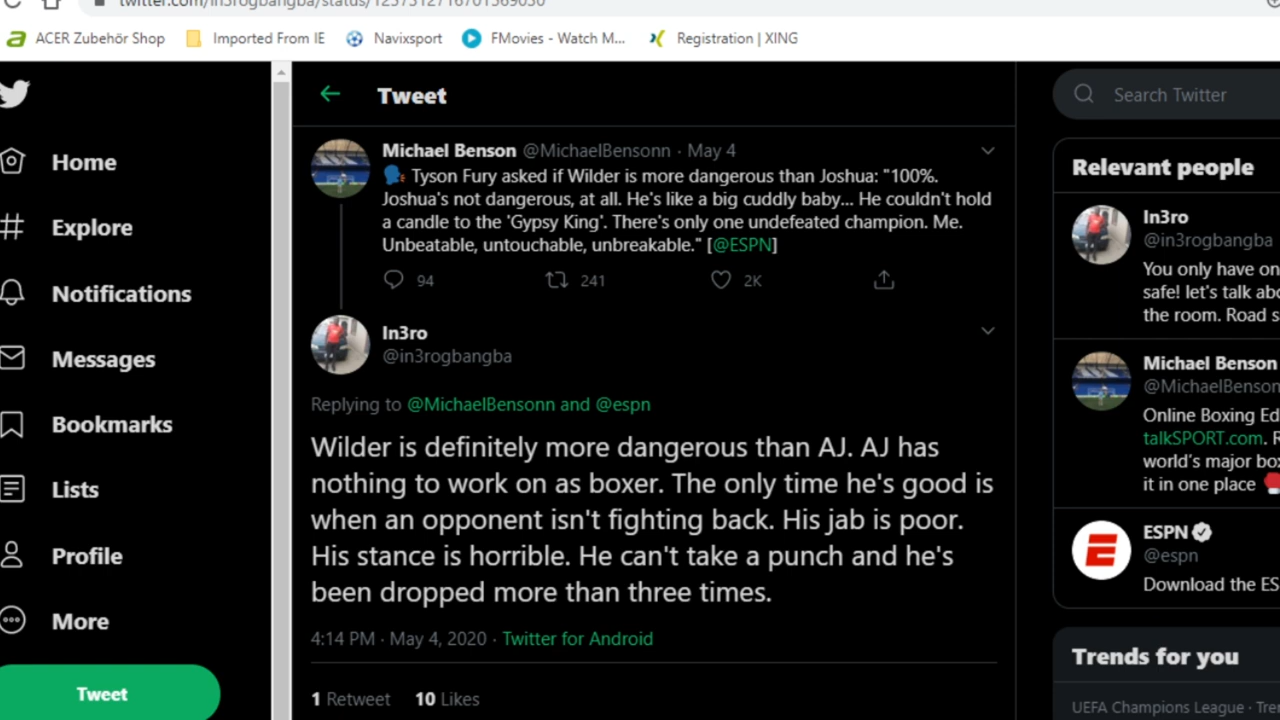 twitter.com/in3rogbangba/status/1257312716701569030
ACER Zubehör Shop
Imported From IE
Navixsport
FMovies - Watch M...
Registration | XING
Home
Explore
Notifications
Messages
Bookmarks
Lists
Profile
More
Tweet
Tweet
Michael Benson @MichaelBensonn · May 4
Tyson Fury asked if Wilder is more dangerous than Joshua: "100%.
Joshua's not dangerous, at all. He's like a big cuddly baby... He couldn't hold
a candle to the 'Gypsy King'. There's only one undefeated champion. Me.
Unbeatable, untouchable, unbreakable." [@ESPN]
94
241
2K
In3ro
@in3rogbangba
Replying to @MichaelBensonn and @espn
Wilder is definitely more dangerous than AJ. AJ has
nothing to work on as boxer. The only time he's good is
when an opponent isn't fighting back. His jab is poor.
His stance is horrible. He can't take a punch and he's
been dropped more than three times.
4:14 PM · May 4, 2020 · Twitter for Android
1 Retweet
10 Likes
Search Twitter
Relevant people
In3ro
@in3rogbangba
You only have on
safe! let's talk abo
the room. Road s
Michael Benson
@MichaelBenson
Online Boxing Ed
talkSPORT.com. R
world's major box
it in one place
ESPN
@espn
Download the ES
Trends for you
UEFA Champions League · Tren